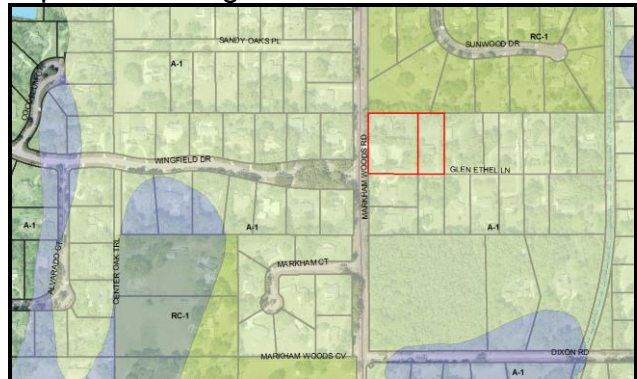 SANDY OAKS PL
SUNWOOD DR
RC-1
A-1
MARKHAM WOODS RD
WINGFIELD DR
GLEN ETHEL LN
A-1
A-1
A-1
ALVARADO CT
CENTER OAK TRL
MARKHAM CT
RC-1
MARKHAM WOODS CV
DIXON RD
A-1